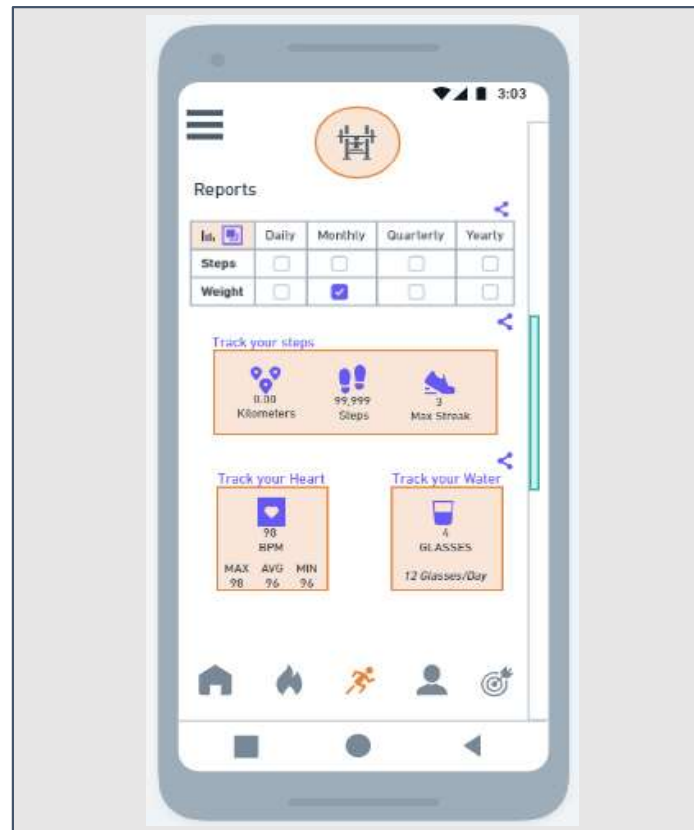 3:03
Reports
Daily Monthly Quarterly Yearly
Steps
Weight
Track your steps
0.00 99,999 3
Kilometers Steps Max Streak
Track your Heart Track your Water
98 4
BPM GLASSES
MAX AVG MIN
98 96 96
12 Glasses/Day